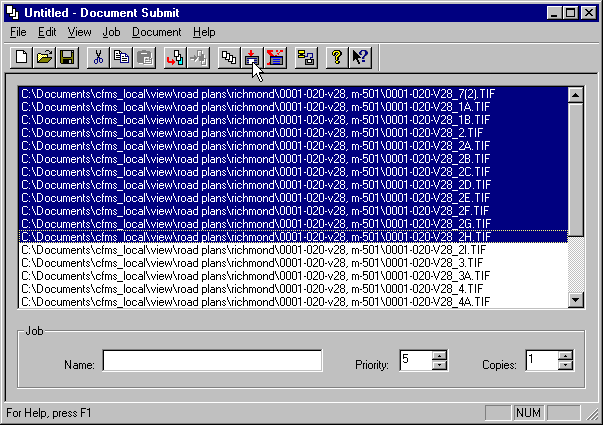 Untitled - Document Submit
File Edit View Job Document Help
C:\Documents\cfms_local\view\road plans\richmond\0001-020-v28, m-501\0001-020-V28_7(2).TIF
C:\Documents\cfms_local\view\road plans\richmond\0001-020-v28, m-501\0001-020-V28_1A.TIF
C:\Documents\cfms_local\view\road plans\richmond\0001-020-v28, m-501\0001-020-V28_1B.TIF
C:\Documents\cfms_local\view\road plans\richmond\0001-020-v28, m-501\0001-020-V28_2.TIF
C:\Documents\cfms_local\view\road plans\richmond\0001-020-v28, m-501\0001-020-V28_2A.TIF
C:\Documents\cfms_local\view\road plans\richmond\0001-020-v28, m-501\0001-020-V28_2B.TIF
C:\Documents\cfms_local\view\road plans\richmond\0001-020-v28, m-501\0001-020-V28_2C.TIF
C:\Documents\cfms_local\view\road plans\richmond\0001-020-v28, m-501\0001-020-V28_2D.TIF
C:\Documents\cfms_local\view\road plans\richmond\0001-020-v28, m-501\0001-020-V28_2E.TIF
C:\Documents\cfms_local\view\road plans\richmond\0001-020-v28, m-501\0001-020-V28_2F.TIF
C:\Documents\cfms_local\view\road plans\richmond\0001-020-v28, m-501\0001-020-V28_2G.TIF
C:\Documents\cfms_local\view\road plans\richmond\0001-020-v28, m-501\0001-020-V28_2H.TIF
C:\Documents\cfms_local\view\road plans\richmond\0001-020-v28, m-501\0001-020-V28_2I.TIF
C:\Documents\cfms_local\view\road plans\richmond\0001-020-v28, m-501\0001-020-V28_3.TIF
C:\Documents\cfms_local\view\road plans\richmond\0001-020-v28, m-501\0001-020-V28_3A.TIF
C:\Documents\cfms_local\view\road plans\richmond\0001-020-v28, m-501\0001-020-V28_4.TIF
C:\Documents\cfms_local\view\road plans\richmond\0001-020-v28, m-501\0001-020-V28_4A.TIF
Job
Name: Priority: 5 Copies: 1
For Help, press F1 NUM